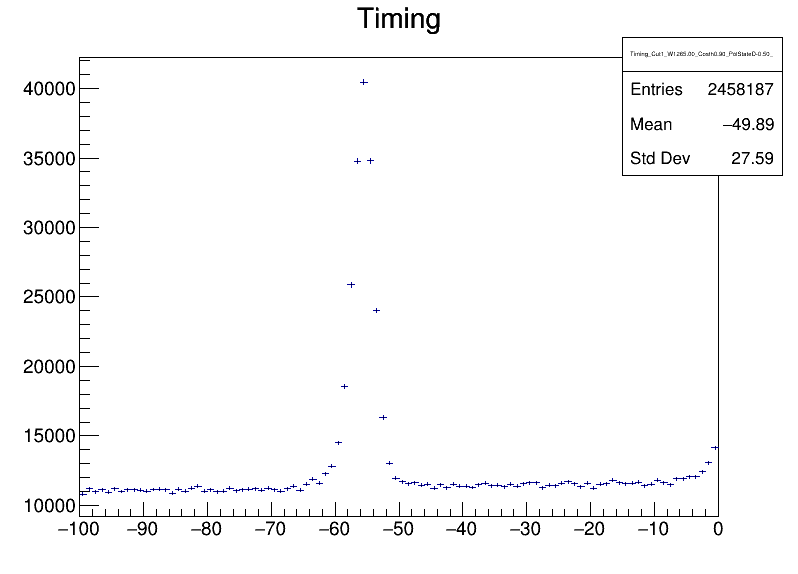 Timing
Timing_Cut1_W1265.00_Costh0.90_PolStateD-0.50_
Entries 2458187
Mean −49.89
Std Dev 27.59
40000
35000
30000
25000
20000
15000
10000
−100 −90 −80 −70 −60 −50 −40 −30 −20 −10 0